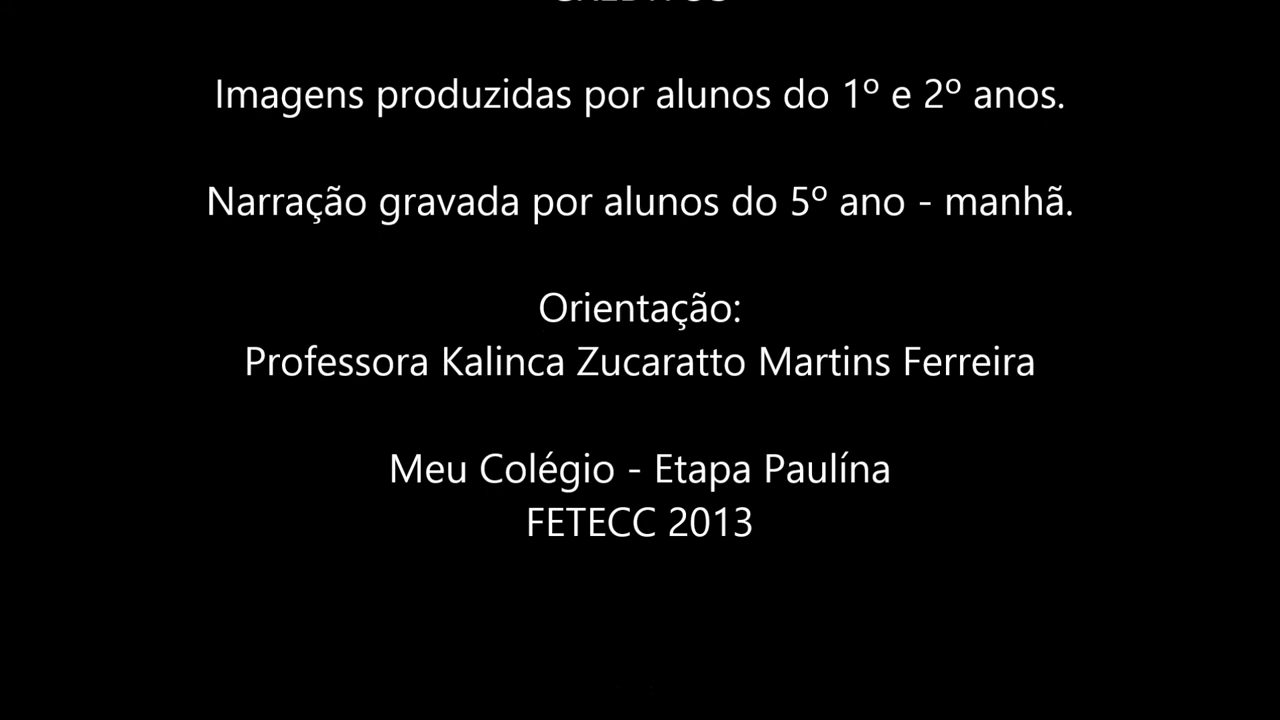 Imagens produzidas por alunos do 1º e 2º anos.
Narração gravada por alunos do 5º ano - manhã.
Orientação:
Professora Kalinca Zucaratto Martins Ferreira
Meu Colégio - Etapa Paulína
FETECC 2013